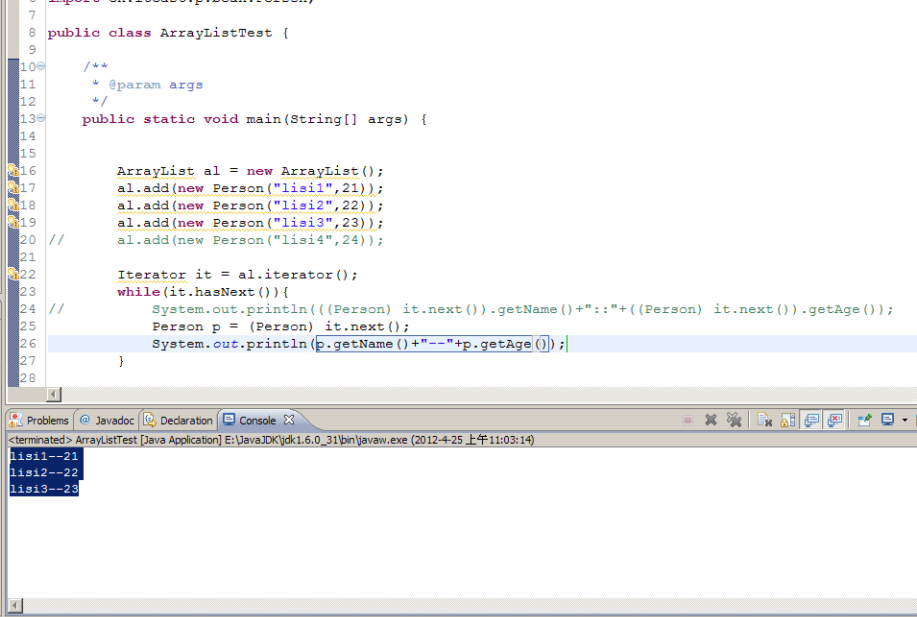 7
8 public class ArrayListTest {
9
10 /**
11 * @param args
12 */
13 public static void main(String[] args) {
14
15
16 ArrayList al = new ArrayList();
17 al.add(new Person("lisi1",21));
18 al.add(new Person("lisi2",22));
19 al.add(new Person("lisi3",23));
20 // al.add(new Person("lisi4",24));
21
22 Iterator it = al.iterator();
23 while(it.hasNext()){
24 // System.out.println(((Person) it.next()).getName()+"::"+((Person) it.next()).getAge());
25 Person p = (Person) it.next();
26 System.out.println(p.getName()+"--"+p.getAge());
27 }
28
Problems @ Javadoc Declaration Console
<terminated> ArrayListTest [Java Application] E:\JavaJDK\jdk1.6.0_31\bin\javaw.exe (2012-4-25 上午11:03:14)
lisi1--21
lisi2--22
lisi3--23